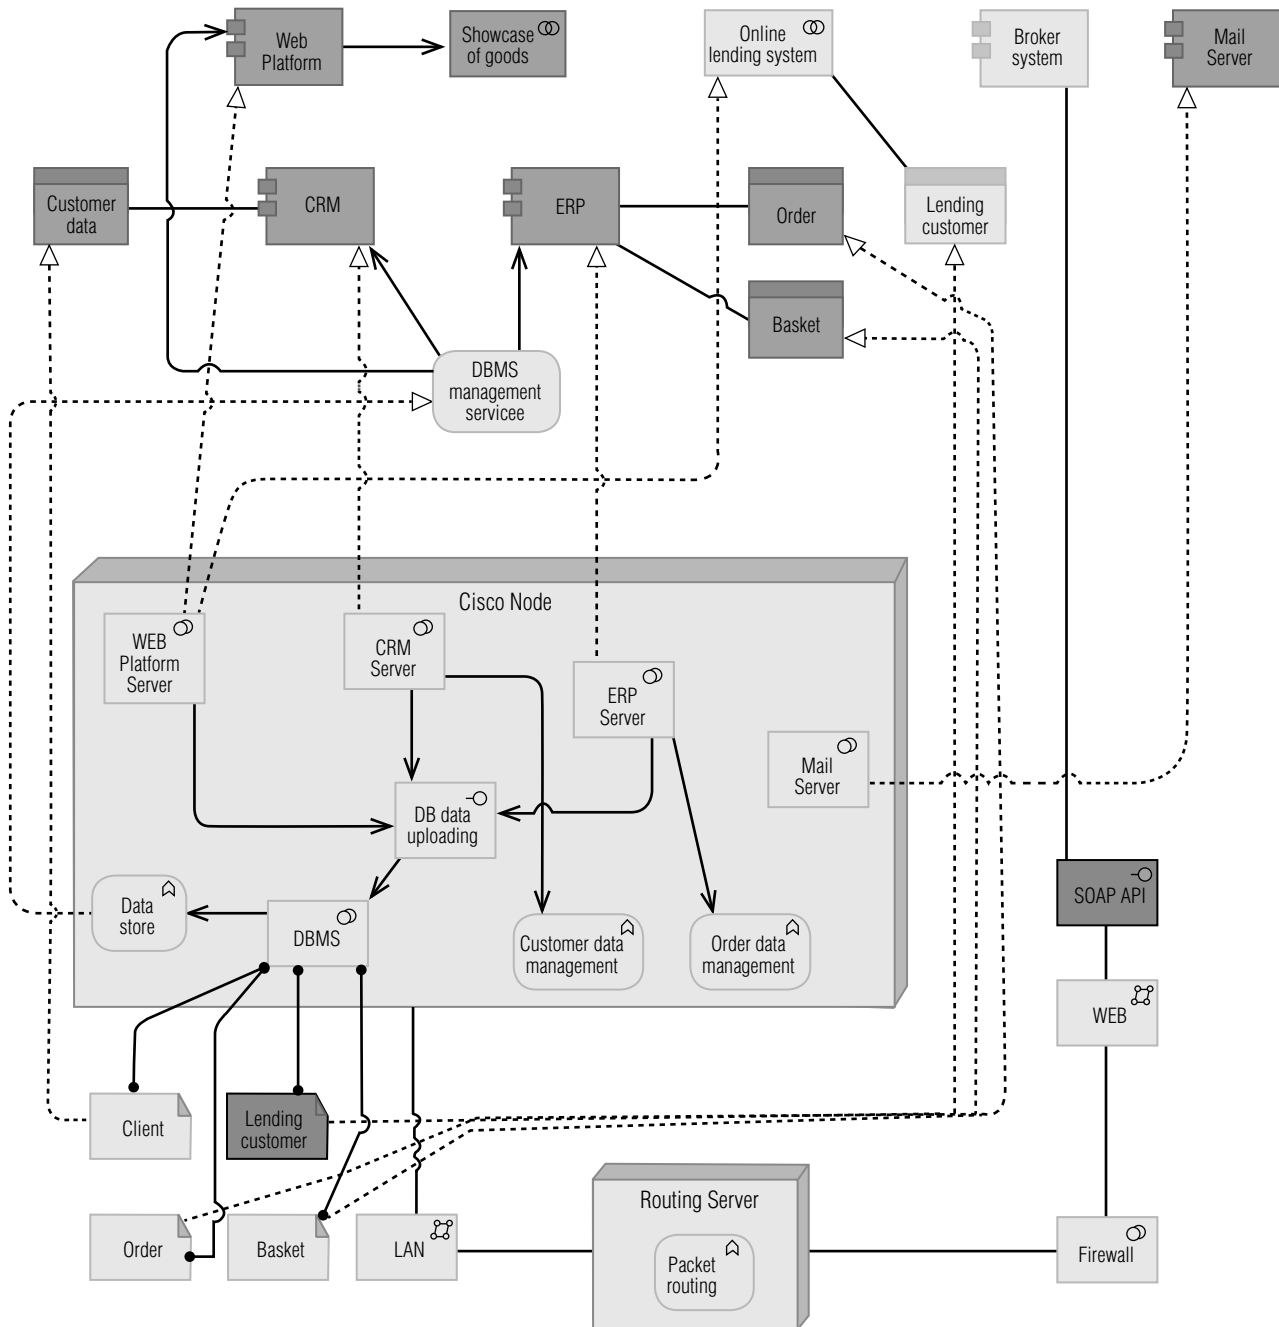 Web
Platform
Showcase
of goods
Online
lending system
Broker
system
Mail
Server
Customer
data
CRM
ERP
Order
Lending
customer
Basket
DBMS
management
servicee
Cisco Node
WEB
Platform
Server
CRM
Server
ERP
Server
Mail
Server
DB data
uploading
Data
store
DBMS
Customer data
management
Order data
management
SOAP API
WEB
Client
Lending
customer
Order
Basket
LAN
Routing Server
Packet
routing
Firewall